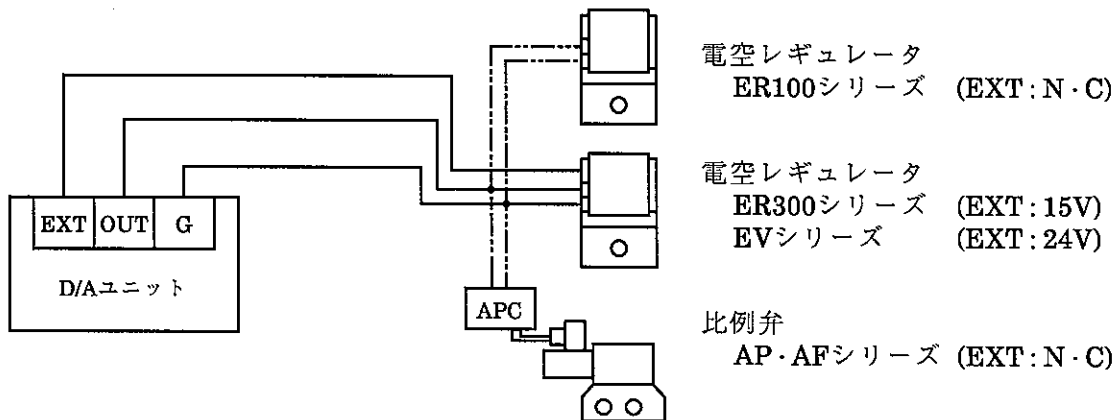 電空レギュレータ
ER100シリーズ (EXT:N·C)
電空レギュレータ
ER300シリーズ (EXT:15V)
EVシリーズ (EXT:24V)
EXT OUT G
D/Aユニット
APC
比例弁
AP·AFシリーズ (EXT:N·C)